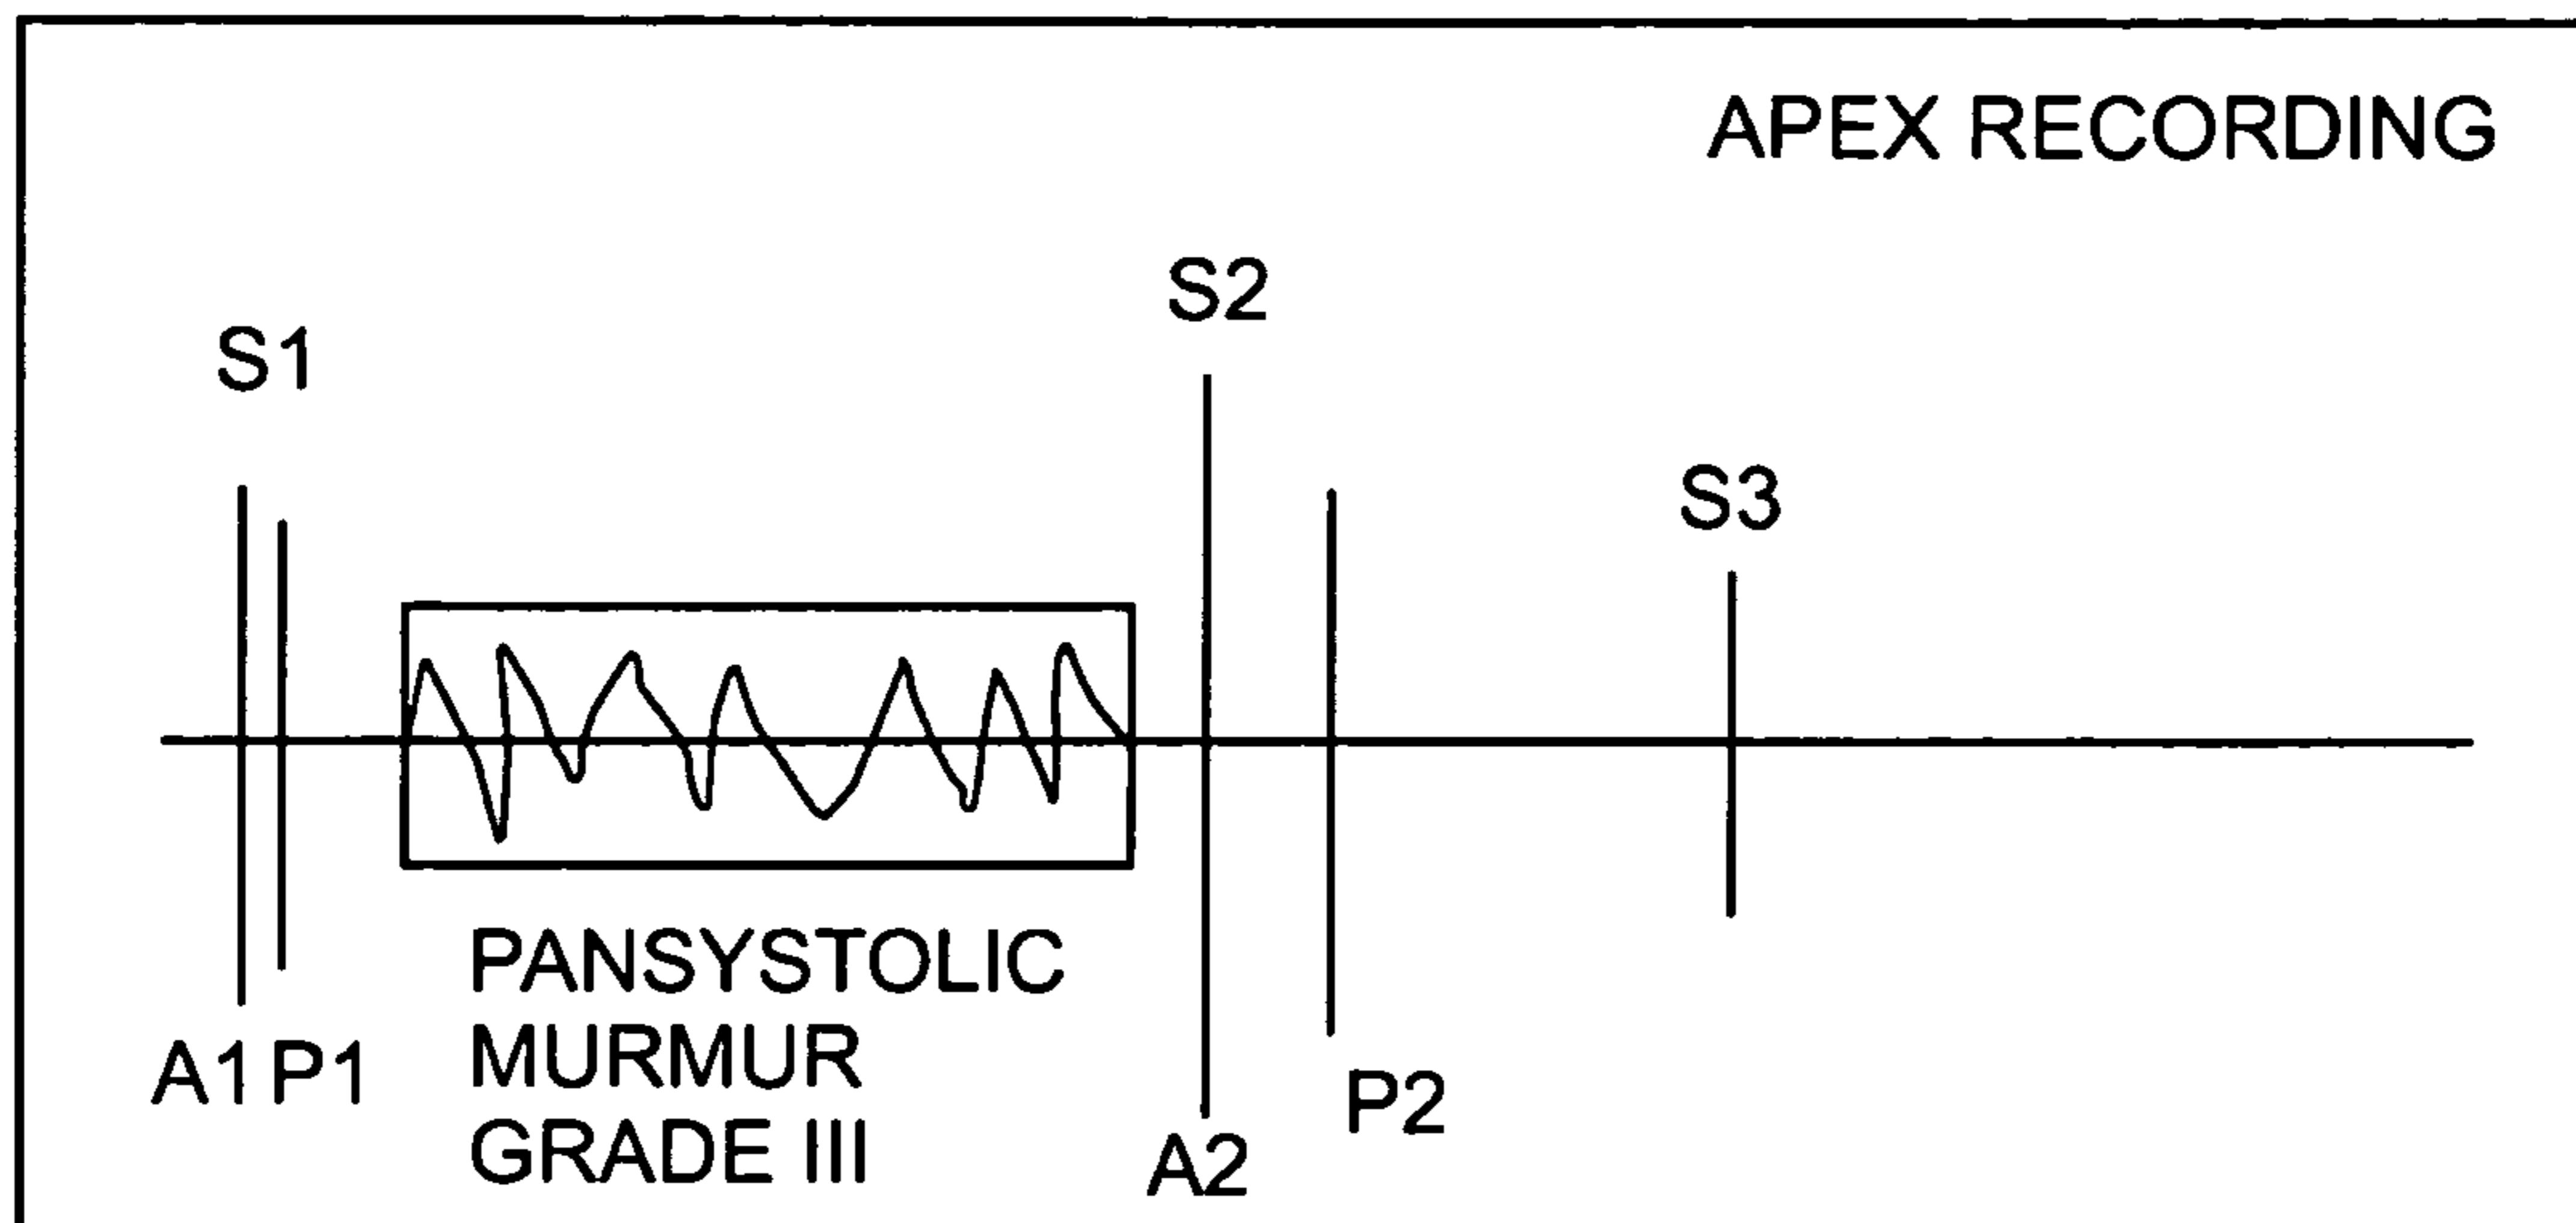 APEX RECORDING
S2
S1
S3
PANSYSTOLIC
MURMUR
GRADE III
A1 P1
P2
A2